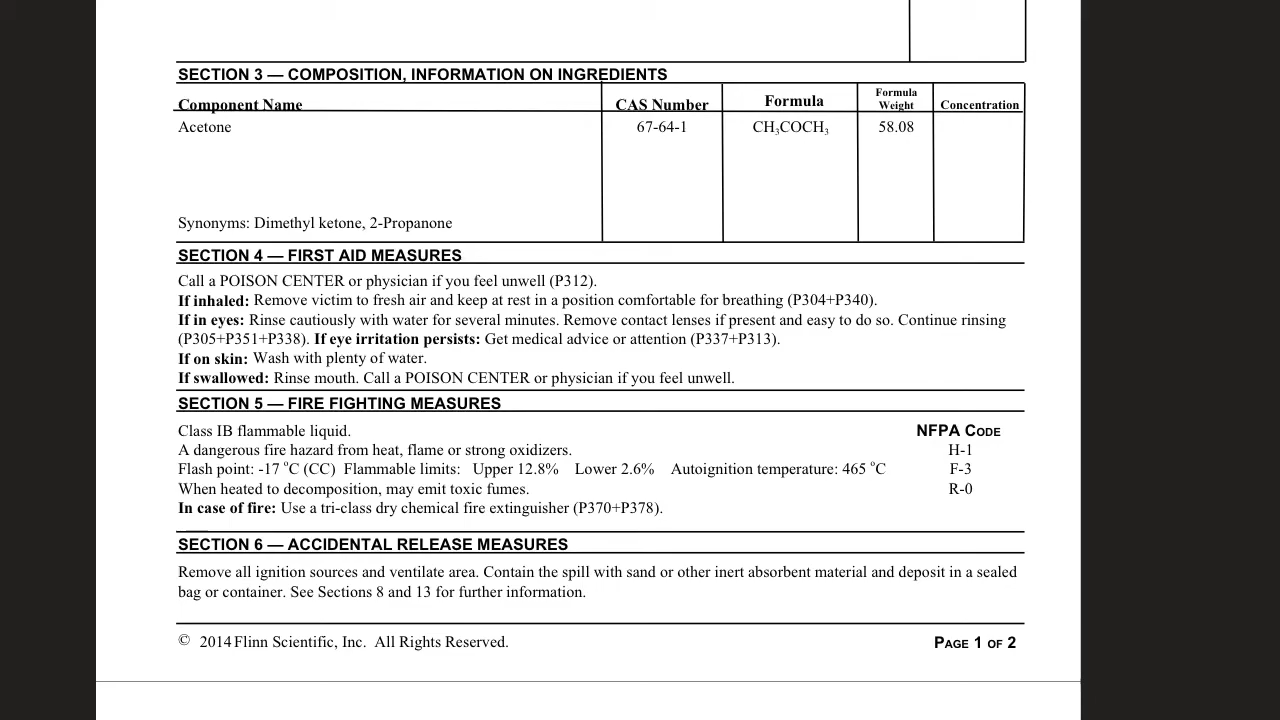 SECTION 3 — COMPOSITION, INFORMATION ON INGREDIENTS
Component Name CAS Number Formula Formula Weight Concentration
Acetone 67-64-1 CH₃COCH₃ 58.08
Synonyms: Dimethyl ketone, 2-Propanone
SECTION 4 — FIRST AID MEASURES
Call a POISON CENTER or physician if you feel unwell (P312).
If inhaled: Remove victim to fresh air and keep at rest in a position comfortable for breathing (P304+P340).
If in eyes: Rinse cautiously with water for several minutes. Remove contact lenses if present and easy to do so. Continue rinsing
(P305+P351+P338). If eye irritation persists: Get medical advice or attention (P337+P313).
If on skin: Wash with plenty of water.
If swallowed: Rinse mouth. Call a POISON CENTER or physician if you feel unwell.
SECTION 5 — FIRE FIGHTING MEASURES
Class IB flammable liquid. NFPA CODE
A dangerous fire hazard from heat, flame or strong oxidizers. H-1
Flash point: -17 °C (CC) Flammable limits: Upper 12.8% Lower 2.6% Autoignition temperature: 465 °C F-3
When heated to decomposition, may emit toxic fumes. R-0
In case of fire: Use a tri-class dry chemical fire extinguisher (P370+P378).
SECTION 6 — ACCIDENTAL RELEASE MEASURES
Remove all ignition sources and ventilate area. Contain the spill with sand or other inert absorbent material and deposit in a sealed
bag or container. See Sections 8 and 13 for further information.
© 2014 Flinn Scientific, Inc. All Rights Reserved. PAGE 1 OF 2